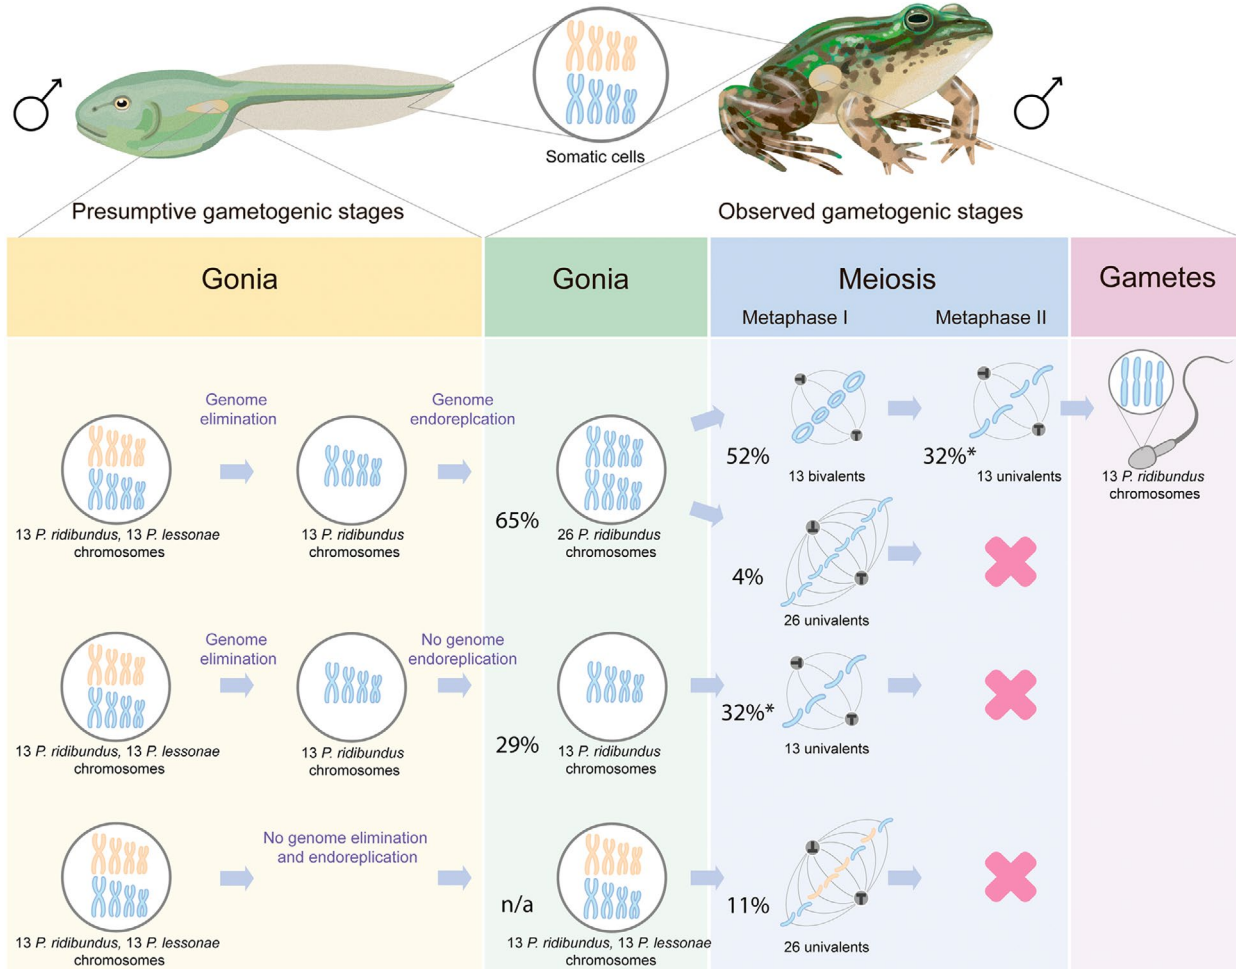 Somatic cells
Presumptive gametogenic stages
Observed gametogenic stages
Gonia
Gonia
Meiosis
Gametes
Metaphase I
Metaphase II
Genome
elimination
Genome
endoreplcation
13 P. ridibundus, 13 P. lessonae
chromosomes
13 P. ridibundus
chromosomes
65%
26 P. ridibundus
chromosomes
52%
13 bivalents
32%*
13 univalents
13 P. ridibundus
chromosomes
4%
26 univalents
Genome
elimination
No genome
endoreplication
13 P. ridibundus, 13 P. lessonae
chromosomes
13 P. ridibundus
chromosomes
29%
13 P. ridibundus
chromosomes
32%*
13 univalents
No genome elimination
and endoreplication
13 P. ridibundus, 13 P. lessonae
chromosomes
n/a
13 P. ridibundus, 13 P. lessonae
chromosomes
11%
26 univalents